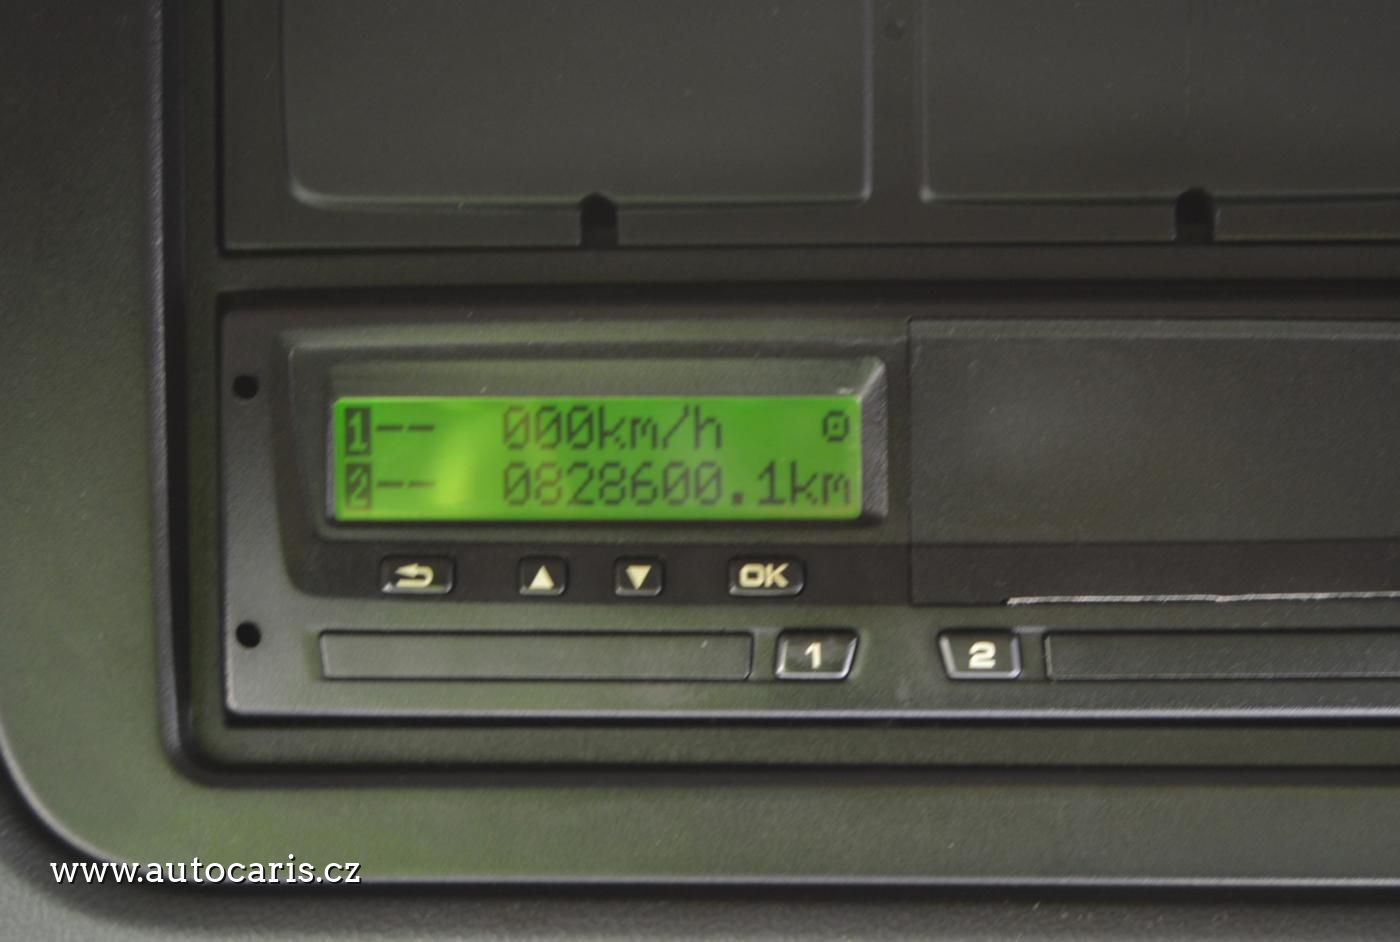 1-- 000km/h
2-- 0828600.1km
OK
1 2
www.autocaris.cz